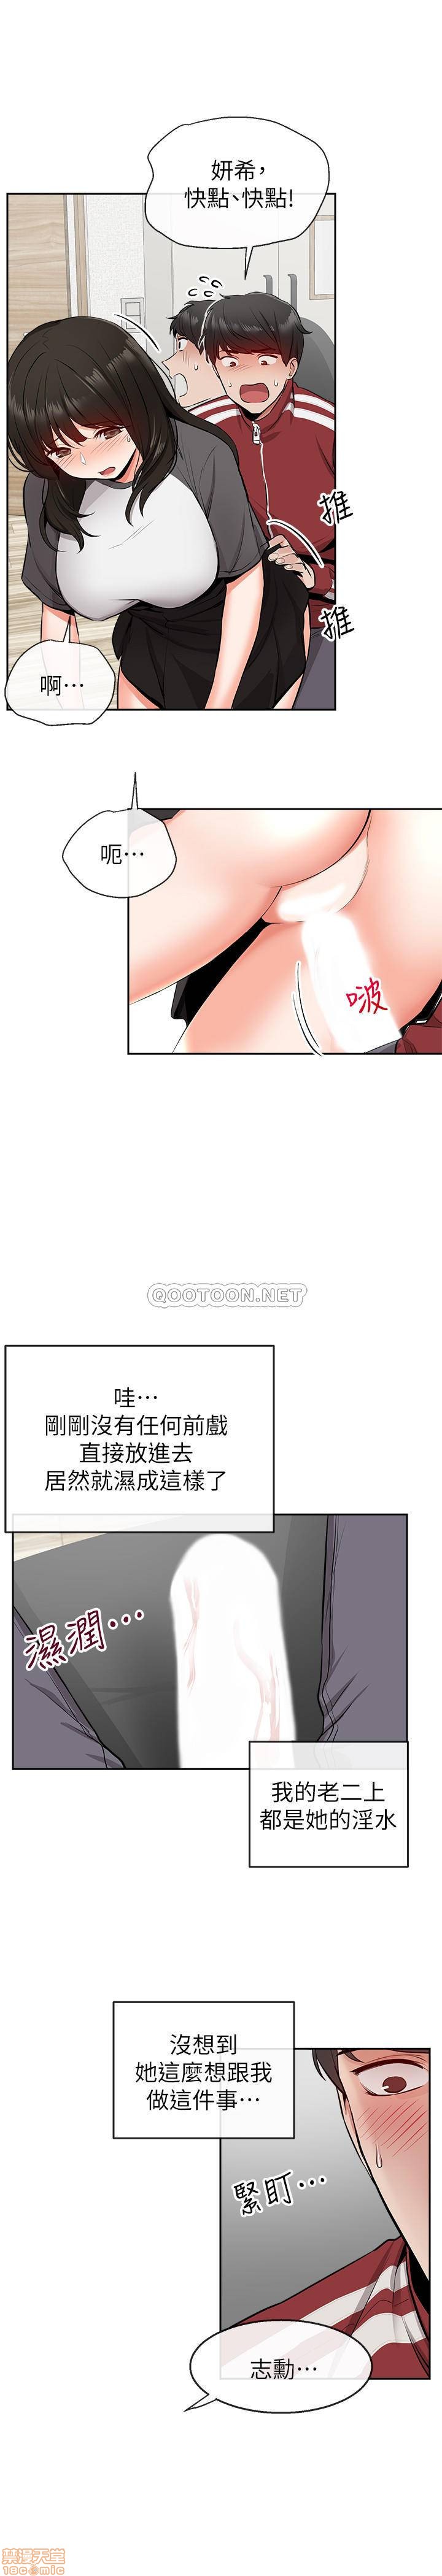 妍希,
快點、快點!
推
推
啊…
呃…
啵
QOOTOON.NET
哇…
剛剛沒有任何前戲
直接放進去
居然就濕成這樣了
濕潤…
我的老二上
都是她的淫水
沒想到
她這麼想跟我
做這件事…
緊盯…
志勳…
禁漫天堂
18comic